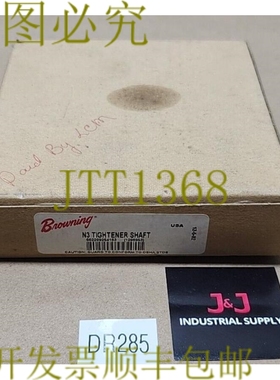 图必究
Paid By LCM
JTT1368
Browning
USA
N3 TIGHTENER SHAFT
J&J
INDUSTRIAL SUPPLY
DR285
开发票顺丰包邮